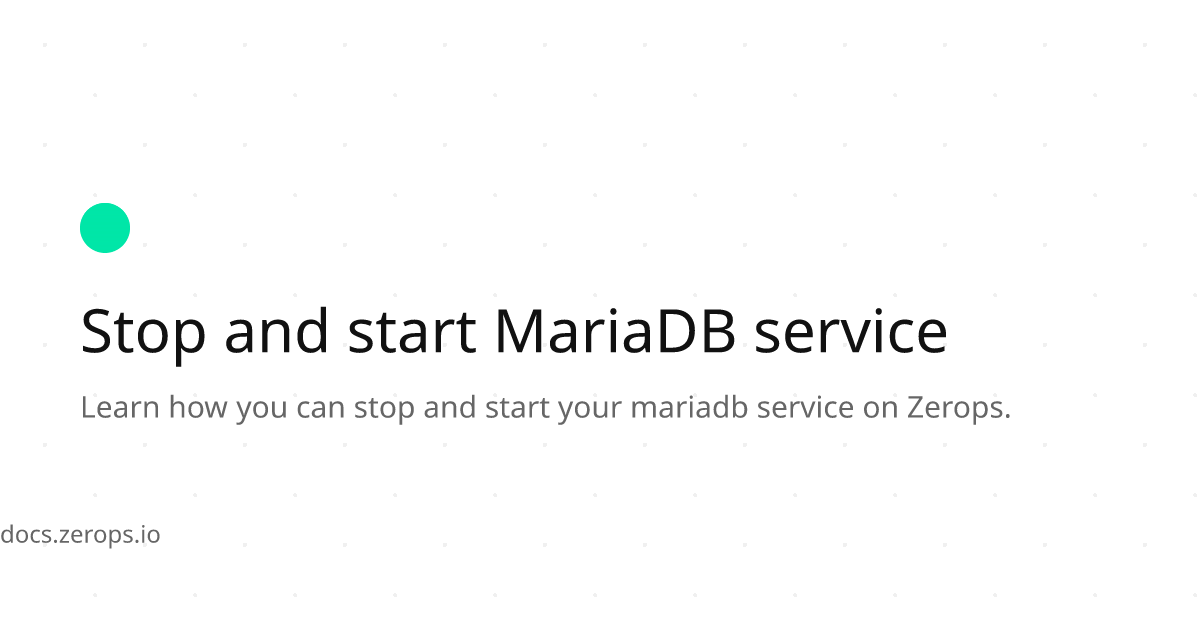 Stop and start MariaDB service
Learn how you can stop and start your mariadb service on Zerops.
docs.zerops.io